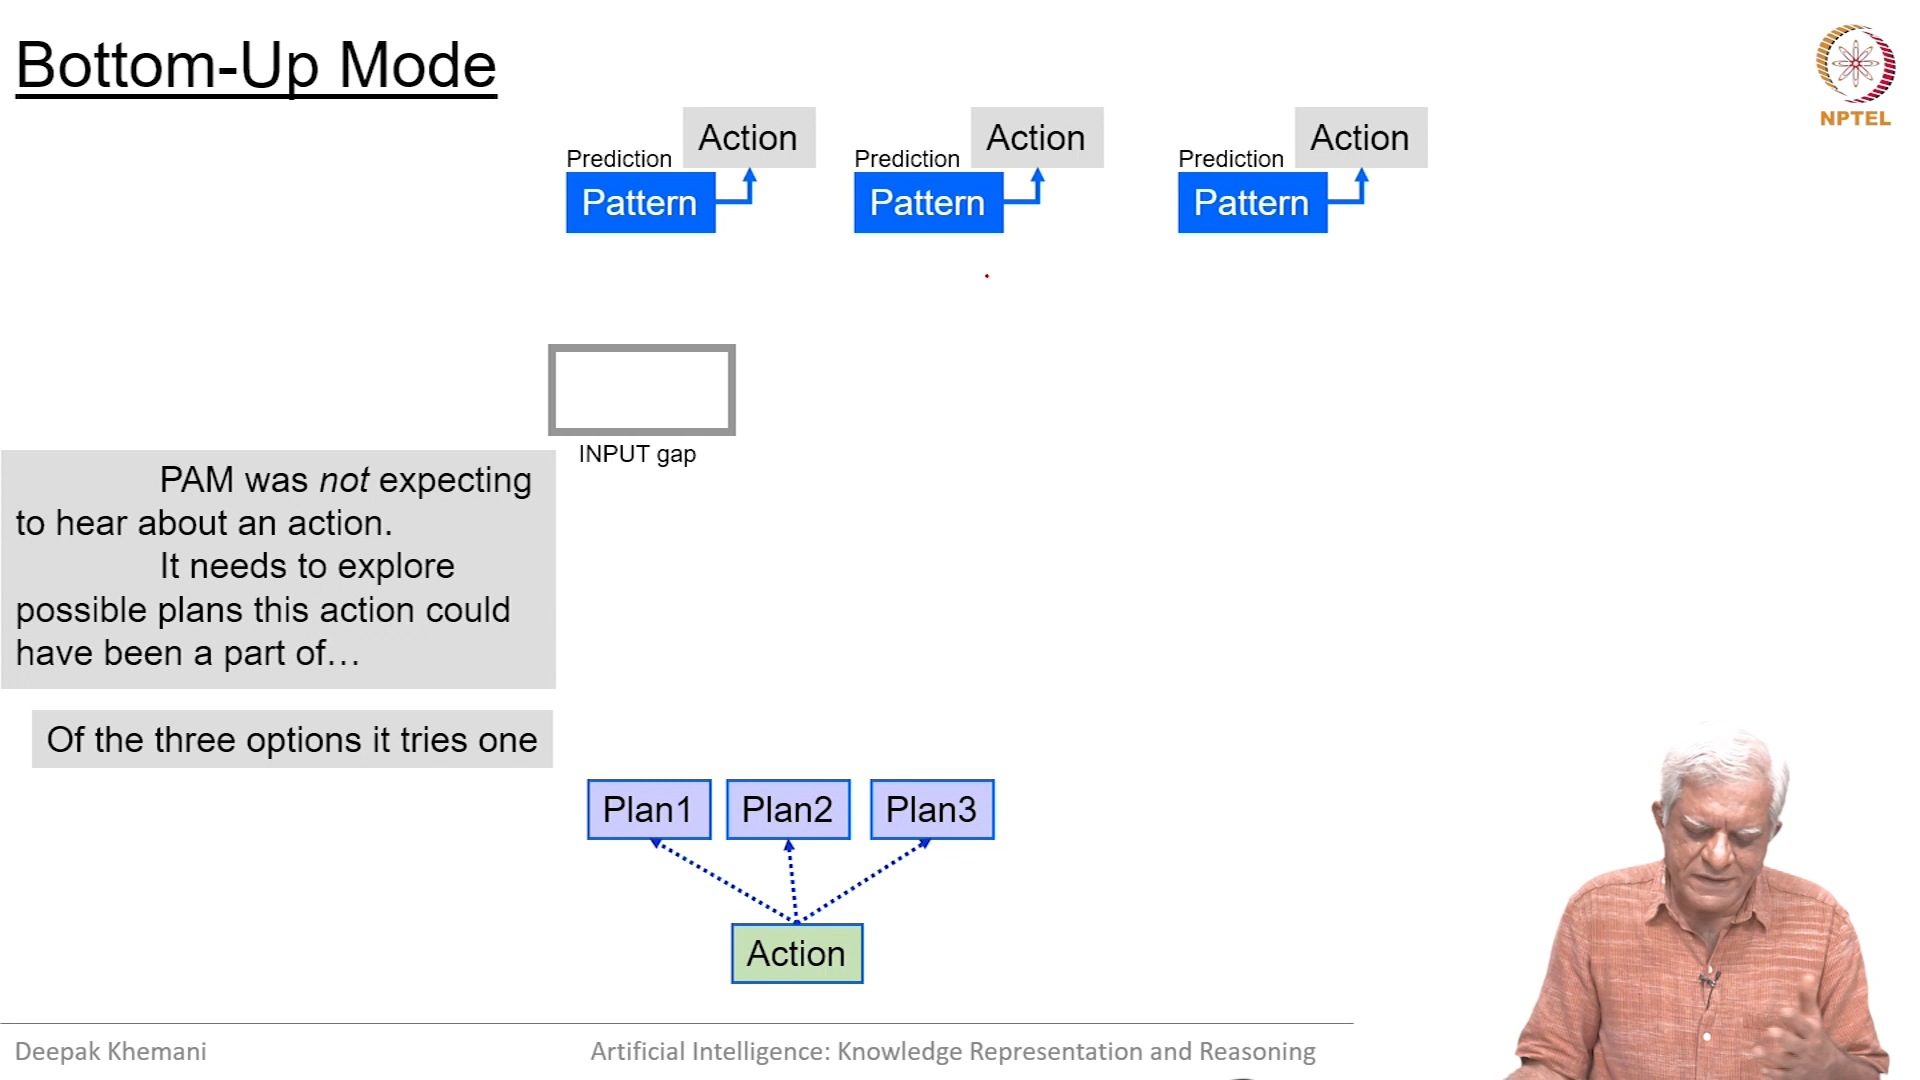 Bottom-Up Mode
NPTEL
Prediction
Action
Pattern
Prediction
Action
Pattern
Prediction
Action
Pattern
INPUT gap
PAM was not expecting
to hear about an action.
It needs to explore
possible plans this action could
have been a part of…
Of the three options it tries one
Plan1
Plan2
Plan3
Action
Deepak Khemani
Artificial Intelligence: Knowledge Representation and Reasoning